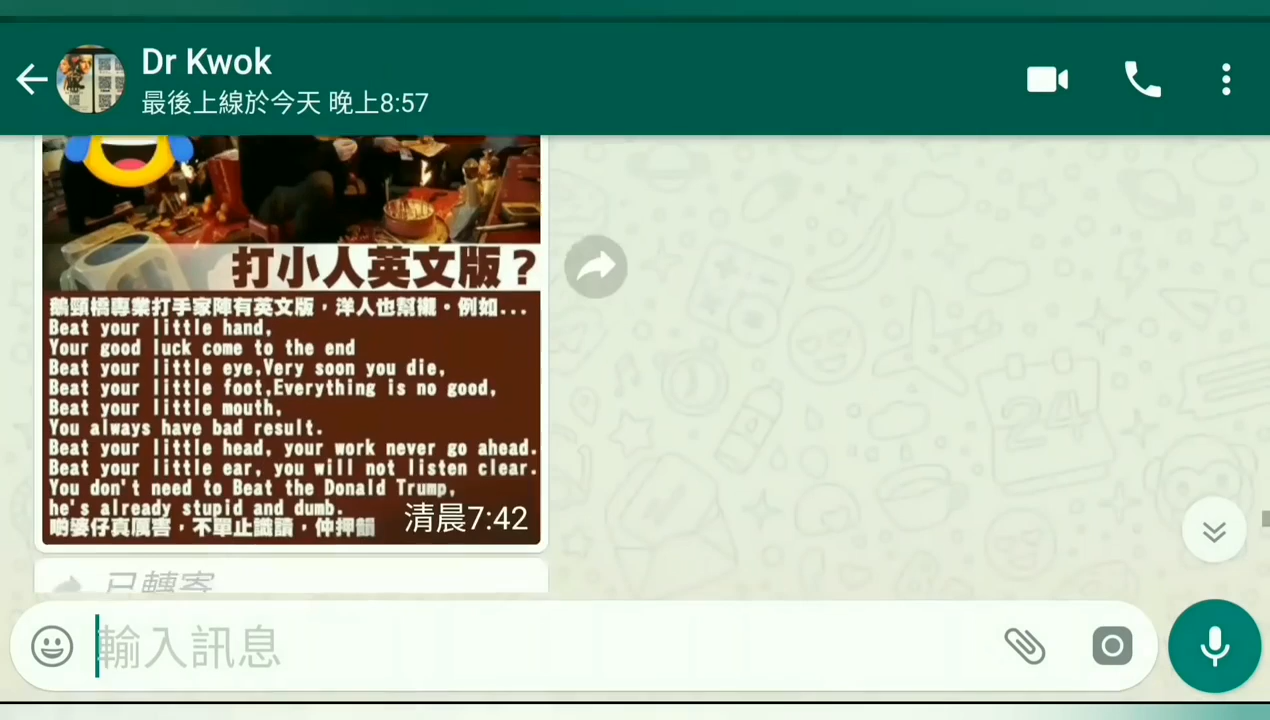 Dr Kwok
最後上線於今天 晚上8:57
打小人英文版？
鵝頸橋專業打手家陣有英文版，洋人也幫襯。例如...
Beat your little hand,
Your good luck come to the end
Beat your little eye,Very soon you die,
Beat your little foot,Everything is no good,
Beat your little mouth,
You always have bad result.
Beat your little head, your work never go ahead.
Beat your little ear, you will not listen clear.
You don't need to Beat the Donald Trump,
he's already stupid and dumb.
啲婆仔真厲害，不單止識讀，仲押韻
清晨7:42
已轉寄
輸入訊息